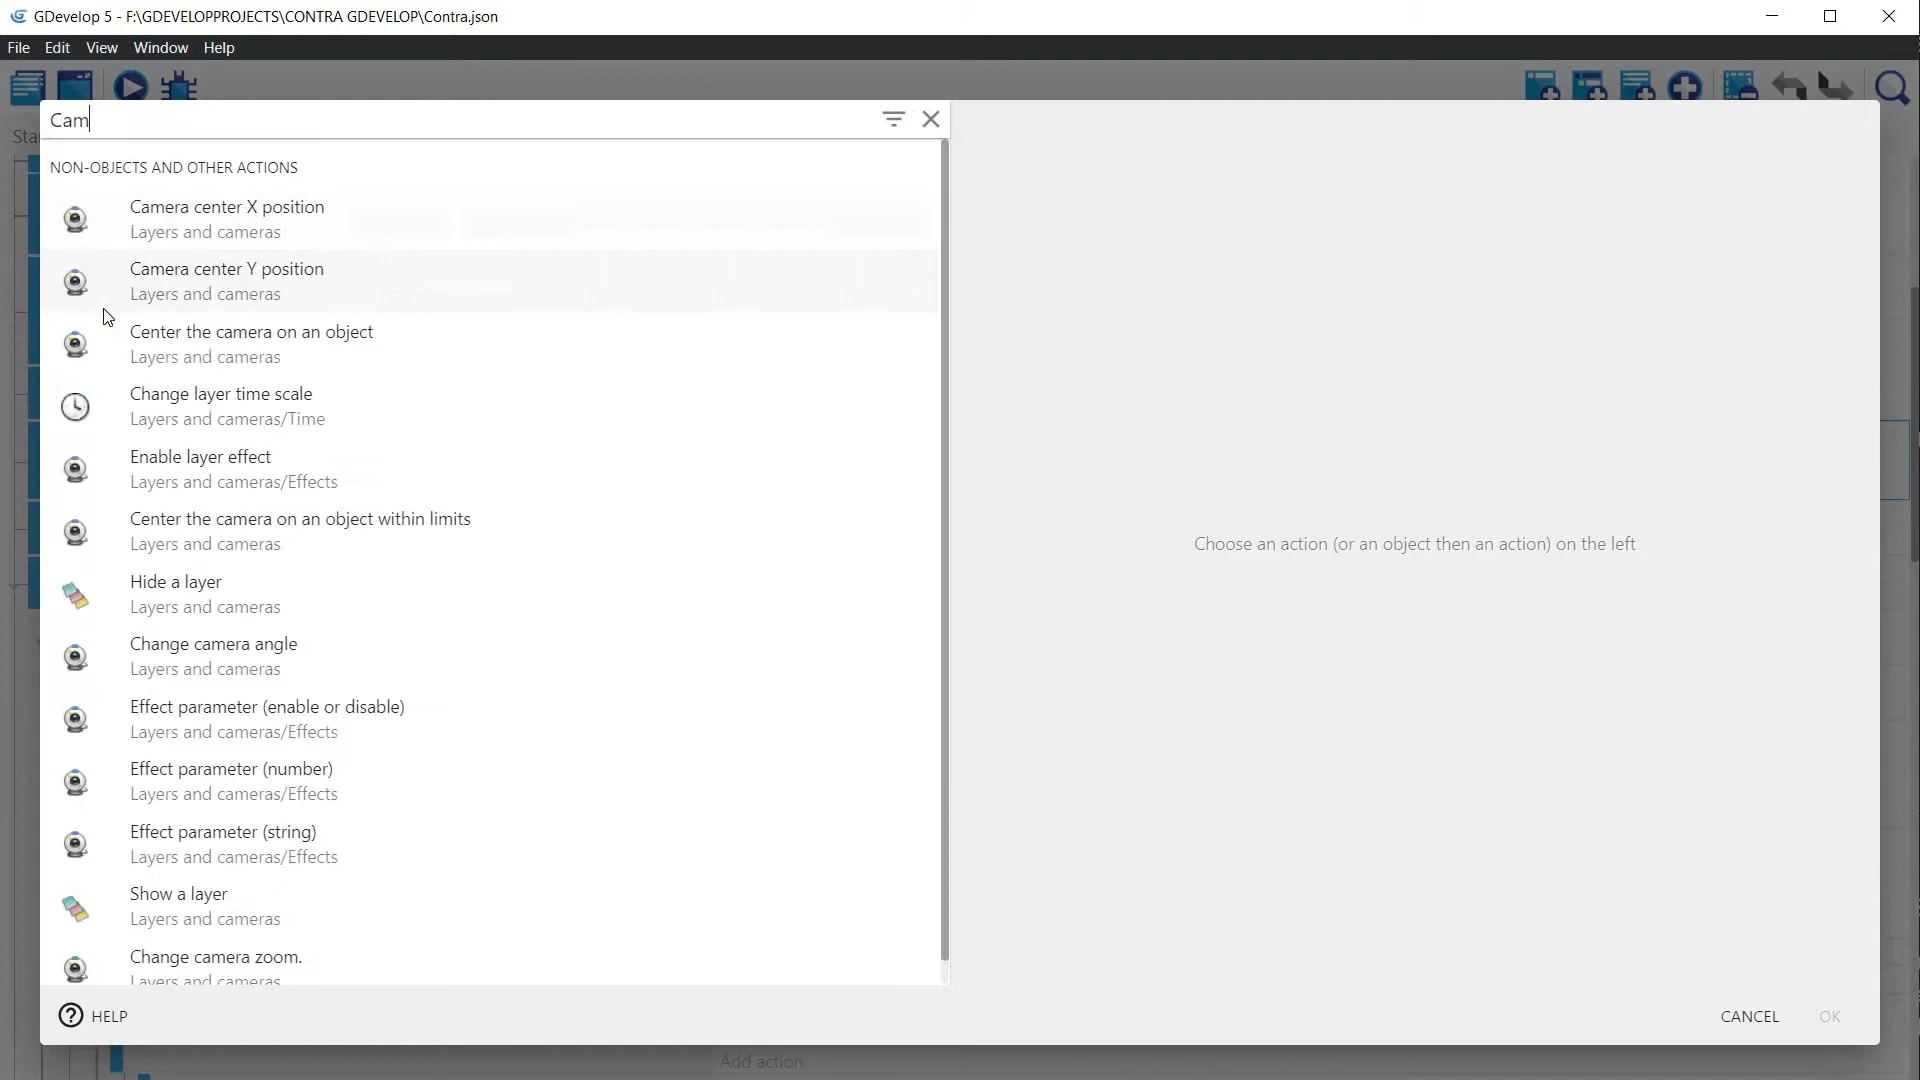 GDevelop 5 - F:\GDEVELOPPROJECTS\CONTRA GDEVELOP\Contra.json
File Edit View Window Help
Cam
NON-OBJECTS AND OTHER ACTIONS
Camera center X position
Layers and cameras
Camera center Y position
Layers and cameras
Center the camera on an object
Layers and cameras
Change layer time scale
Layers and cameras/Time
Enable layer effect
Layers and cameras/Effects
Center the camera on an object within limits
Layers and cameras
Hide a layer
Layers and cameras
Change camera angle
Layers and cameras
Effect parameter (enable or disable)
Layers and cameras/Effects
Effect parameter (number)
Layers and cameras/Effects
Effect parameter (string)
Layers and cameras/Effects
Show a layer
Layers and cameras
Change camera zoom.
Layers and cameras
Choose an action (or an object then an action) on the left
HELP
CANCEL OK
Add action